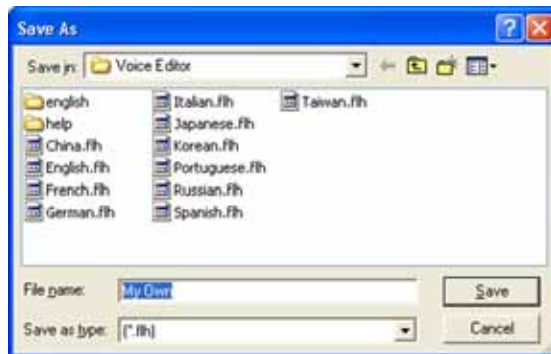 Save As
Save in: Voice Editor
english
help
China.flh
English.flh
French.flh
German.flh
Italian.flh
Japanese.flh
Korean.flh
Portuguese.flh
Russian.flh
Spanish.flh
Taiwan.flh
File name: My Own
Save
Save as type: (*.flh)
Cancel